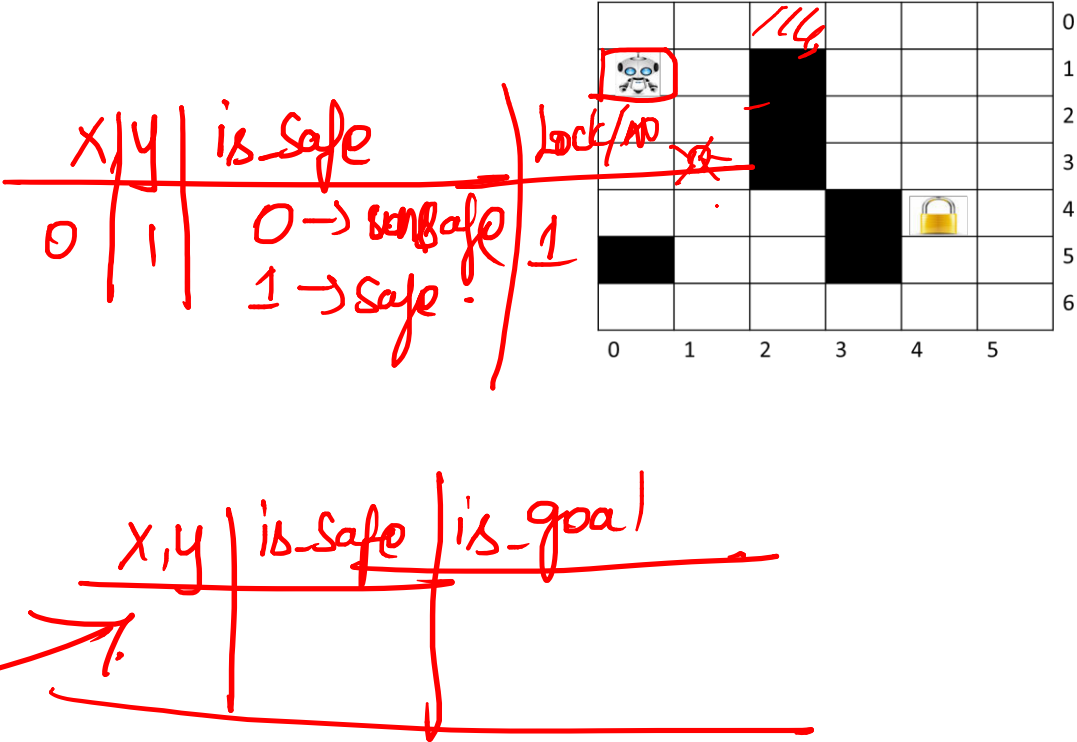 x, y is_safe Lock/No
0 1 0 → unsafe 1
1 → safe
0
1
2
3
4
5
6
0 1 2 3 4 5
x, y is_safe is_goal